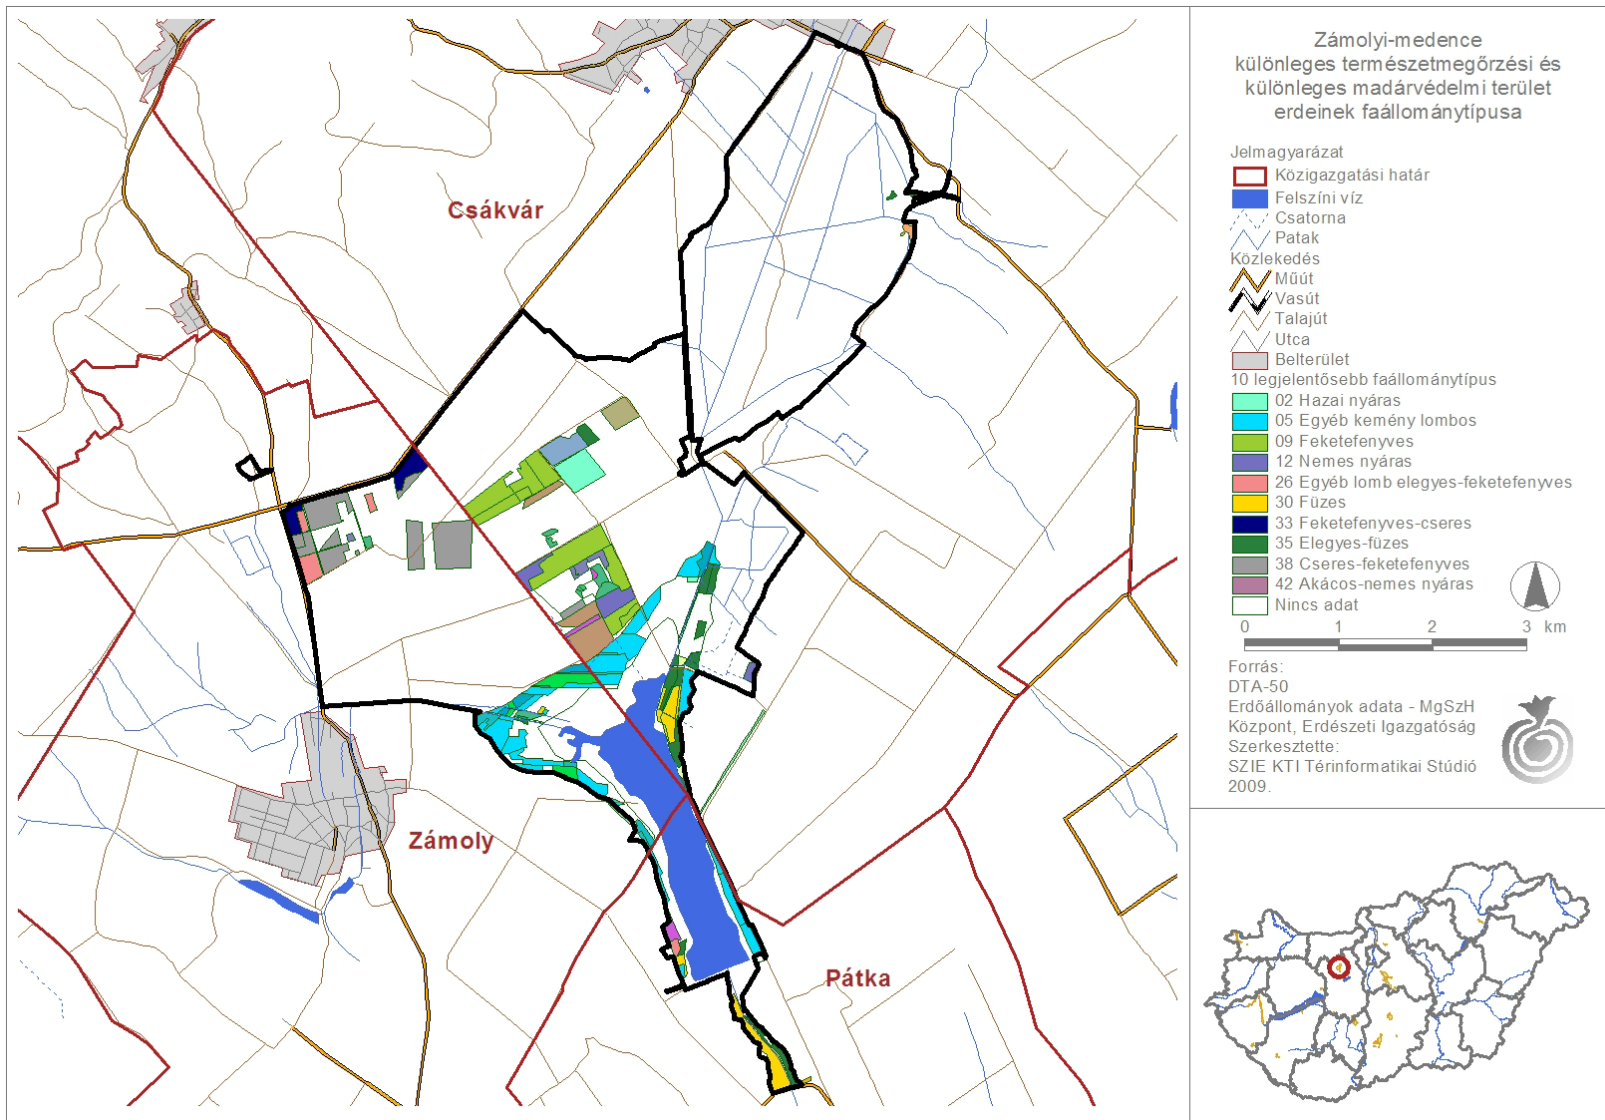 Zámolyi-medence
különleges természetmegőrzési és
különleges madárvédelmi terület
erdeinek faállománytípusa
Jelmagyarázat
Közigazgatási határ
Felszíni víz
Csatorna
Patak
Közlekedés
Műút
Vasút
Talajút
Utca
Belterület
10 legjelentősebb faállománytípus
02 Hazai nyáras
05 Egyéb kemény lombos
09 Feketefenyves
12 Nemes nyáras
26 Egyéb lomb elegyes-feketefenyves
30 Füzes
33 Feketefenyves-cseres
35 Elegyes-füzes
38 Cseres-feketefenyves
42 Akácos-nemes nyáras
Nincs adat
0 1 2 3 km
Forrás:
DTA-50
Erdőállományok adata - MgSzH
Központ, Erdészeti Igazgatóság
Szerkesztette:
SZIE KTI Térinformatikai Stúdió
2009.
Csákvár
Zámoly
Pátka